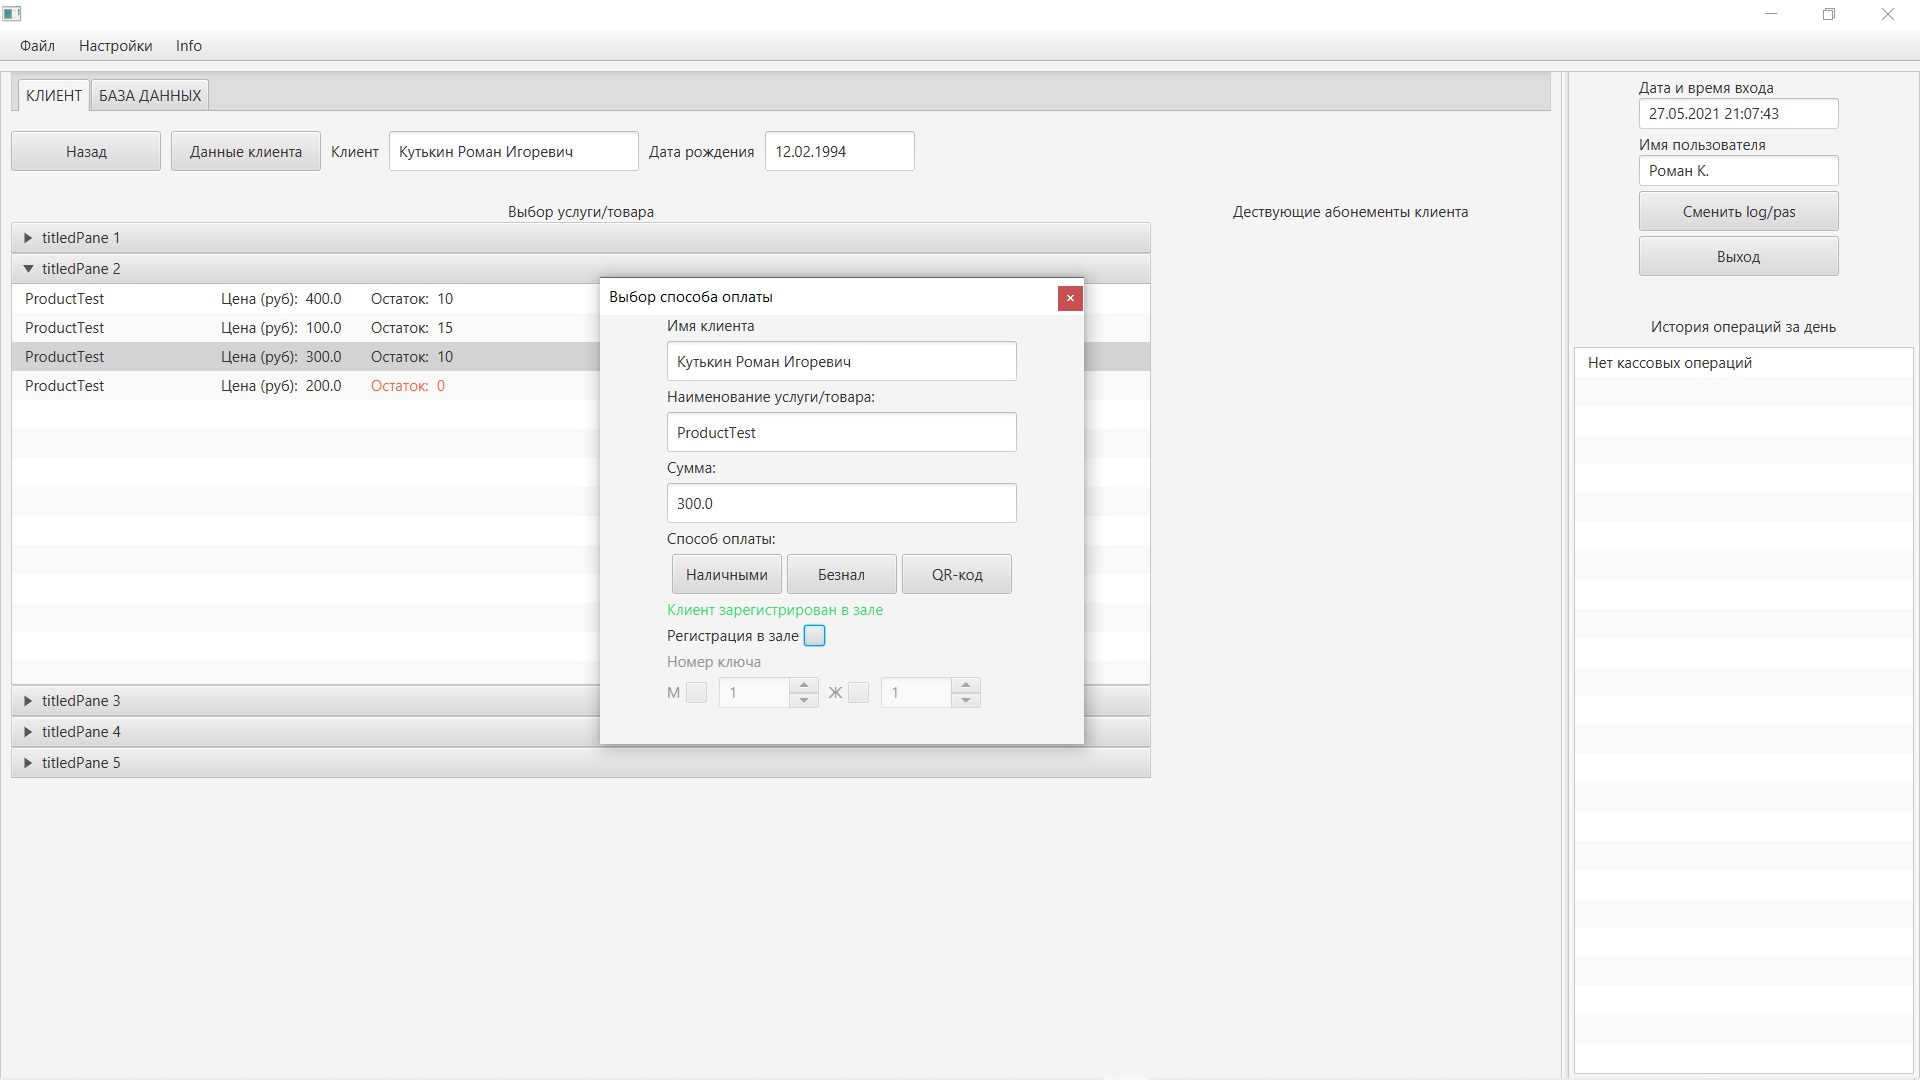 Файл Настройки Info
КЛИЕНТ БАЗА ДАННЫХ
Назад Данные клиента Клиент Кутькин Роман Игоревич Дата рождения 12.02.1994
Выбор услуги/товара
titledPane 1
titledPane 2
ProductTest Цена (руб): 400.0 Остаток: 10
ProductTest Цена (руб): 100.0 Остаток: 15
ProductTest Цена (руб): 300.0 Остаток: 10
ProductTest Цена (руб): 200.0 Остаток: 0
titledPane 3
titledPane 4
titledPane 5
Выбор способа оплаты
Имя клиента
Кутькин Роман Игоревич
Наименование услуги/товара:
ProductTest
Сумма:
300.0
Способ оплаты:
Наличными Безнал QR-код
Клиент зарегистрирован в зале
Регистрация в зале
Номер ключа
М 1 Ж 1
Дествующие абонементы клиента
Дата и время входа
27.05.2021 21:07:43
Имя пользователя
Роман К.
Сменить log/pas
Выход
История операций за день
Нет кассовых операций